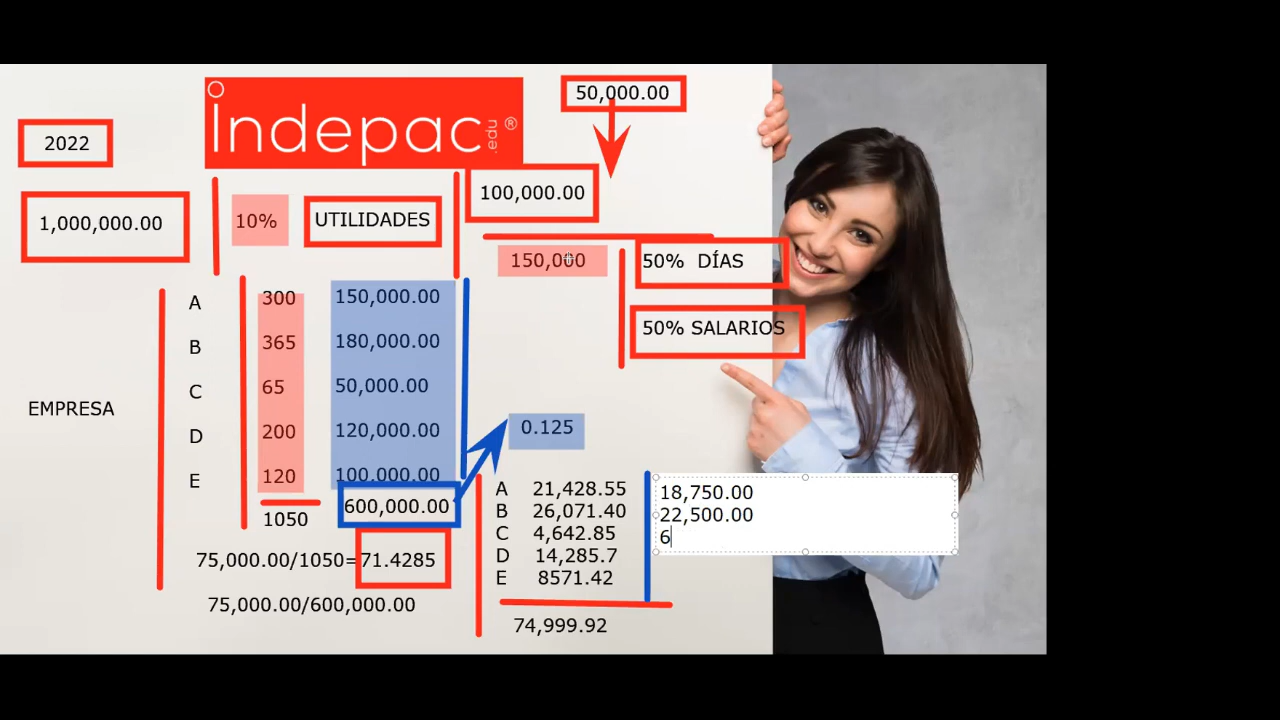 50,000.00
2022
indepac.edu®
100,000.00
1,000,000.00
10%
UTILIDADES
150,000
50% DÍAS
50% SALARIOS
EMPRESA
A 300 150,000.00
B 365 180,000.00
C 65 50,000.00
D 200 120,000.00
E 120 100,000.00
1050 600,000.00
0.125
75,000.00/1050=71.4285
75,000.00/600,000.00
A 21,428.55 18,750.00
B 26,071.40 22,500.00
C 4,642.85 6
D 14,285.7
E 8571.42
74,999.92